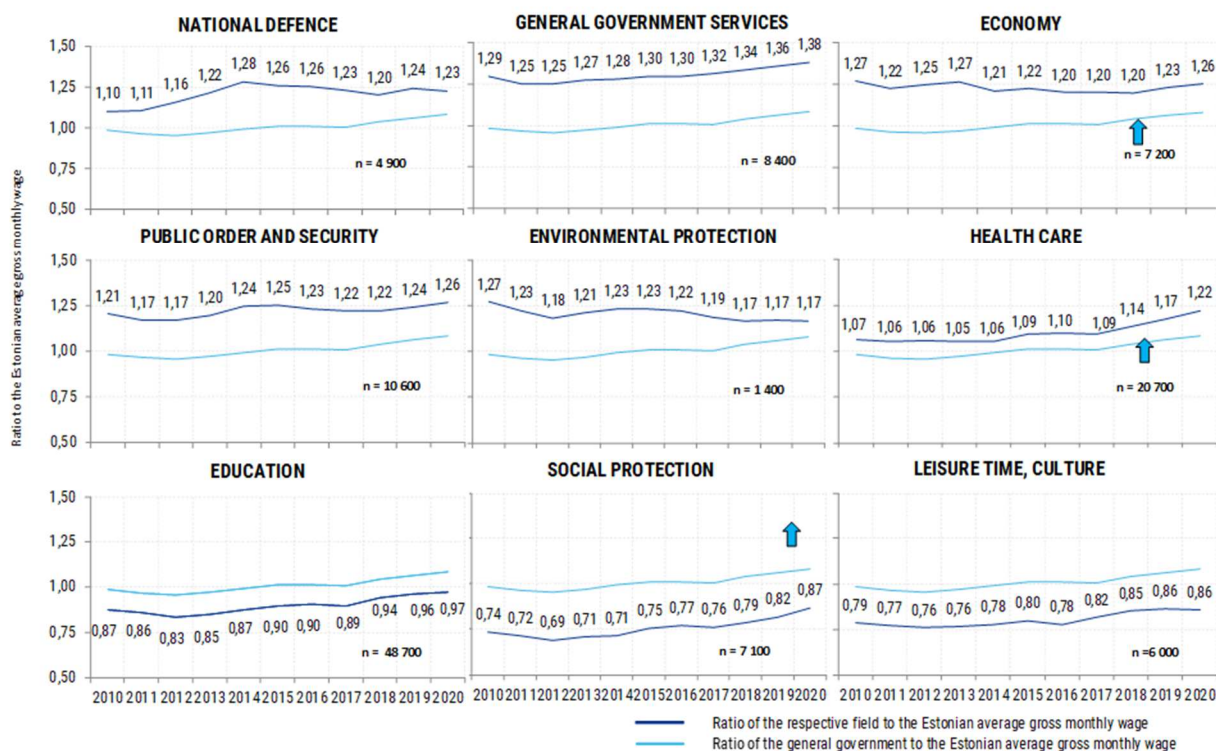 NATIONAL DEFENCE
1,50
1,25
1,00
0,75
0,50
1,10 1,11 1,16 1,22 1,28 1,26 1,26 1,23 1,20 1,24 1,23
n = 4 900
GENERAL GOVERNMENT SERVICES
1,29 1,25 1,25 1,27 1,28 1,30 1,30 1,32 1,34 1,36 1,38
n = 8 400
ECONOMY
1,27 1,22 1,25 1,27 1,21 1,22 1,20 1,20 1,20 1,23 1,26
n = 7 200
Ratio to the Estonian average gross monthly wage
PUBLIC ORDER AND SECURITY
1,50
1,25
1,00
0,75
0,50
1,21 1,17 1,17 1,20 1,24 1,25 1,23 1,22 1,22 1,24 1,26
n = 10 600
ENVIRONMENTAL PROTECTION
1,27 1,23 1,18 1,21 1,23 1,23 1,22 1,19 1,17 1,17 1,17
n = 1 400
HEALTH CARE
1,07 1,06 1,06 1,05 1,06 1,09 1,10 1,09 1,14 1,17 1,22
n = 20 700
EDUCATION
1,50
1,25
1,00
0,75
0,50
0,87 0,86 0,83 0,85 0,87 0,90 0,90 0,89 0,94 0,96 0,97
n = 48 700
2010 2011 2012 2013 2014 2015 2016 2017 2018 2019 2020
SOCIAL PROTECTION
0,74 0,72 0,69 0,71 0,71 0,75 0,77 0,76 0,79 0,82 0,87
n = 7 100
2010 2011 2012 2013 2014 2015 2016 2017 2018 2019 2020
LEISURE TIME, CULTURE
0,79 0,77 0,76 0,76 0,78 0,80 0,78 0,82 0,85 0,86 0,86
n =6 000
2010 2011 2012 2013 2014 2015 2016 2017 2018 2019 2020
Ratio of the respective field to the Estonian average gross monthly wage
Ratio of the general government to the Estonian average gross monthly wage